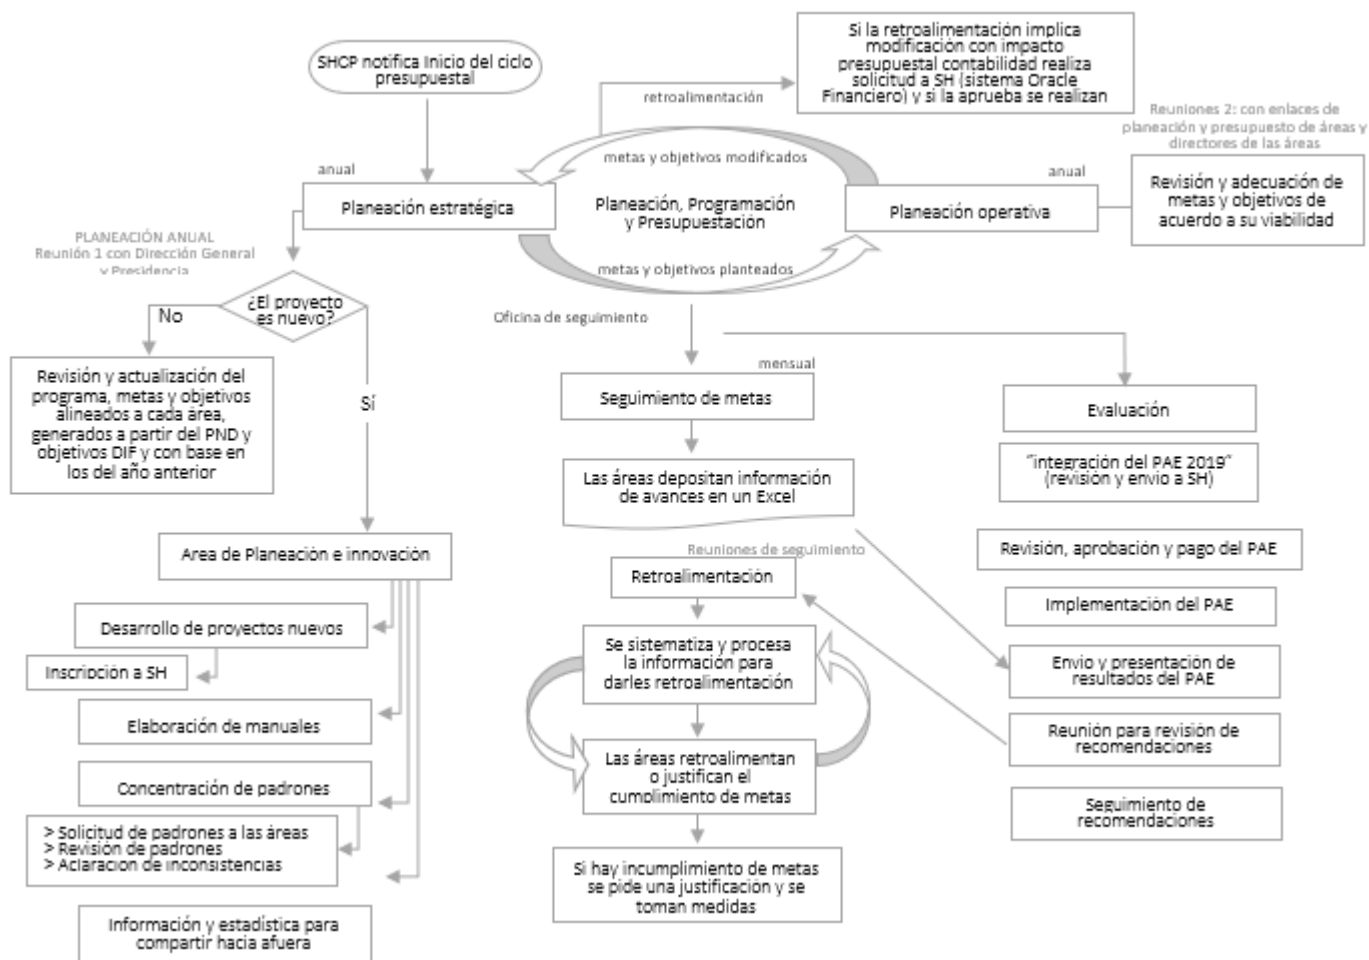 SHCP notifica Inicio del ciclo
presupuestal
retroalimentación
Si la retroalimentación implica
modificación con impacto
presupuestal contabilidad realiza
solicitud a SH (sistema Oracle
Financiero) y si la aprueba se realizan
Reuniones 2: con enlaces de
planeación y presupuesto de áreas y
directores de las áreas
anual
Planeación estratégica
metas y objetivos modificados
Planeación, Programación
y Presupuestación
metas y objetivos planteados
anual
Planeación operativa
Revisión y adecuación de
metas y objetivos de
acuerdo a su viabilidad
PLANEACIÓN ANUAL
Reunión 1 con Dirección General
y Presidencia
¿El proyecto
es nuevo?
No
Sí
Revisión y actualización del
programa, metas y objetivos
alineados a cada área,
generados a partir del PND y
objetivos DIF y con base en
los del año anterior
Area de Planeación e innovación
Desarrollo de proyectos nuevos
Inscripción a SH
Elaboración de manuales
Concentración de padrones
> Solicitud de padrones a las áreas
> Revisión de padrones
> Aclaración de inconsistencias
Información y estadística para
compartir hacia afuera
Oficina de seguimiento
mensual
Seguimiento de metas
Las áreas depositan información
de avances en un Excel
Reuniones de seguimiento
Retroalimentación
Se sistematiza y procesa
la información para
darles retroalimentación
Las áreas retroalimentan
o justifican el
cumplimiento de metas
Si hay incumplimiento de metas
se pide una justificación y se
toman medidas
Evaluación
"integración del PAE 2019"
(revisión y envio a SH)
Revisión, aprobación y pago del PAE
Implementación del PAE
Envio y presentación de
resultados del PAE
Reunión para revisión de
recomendaciones
Seguimiento de
recomendaciones